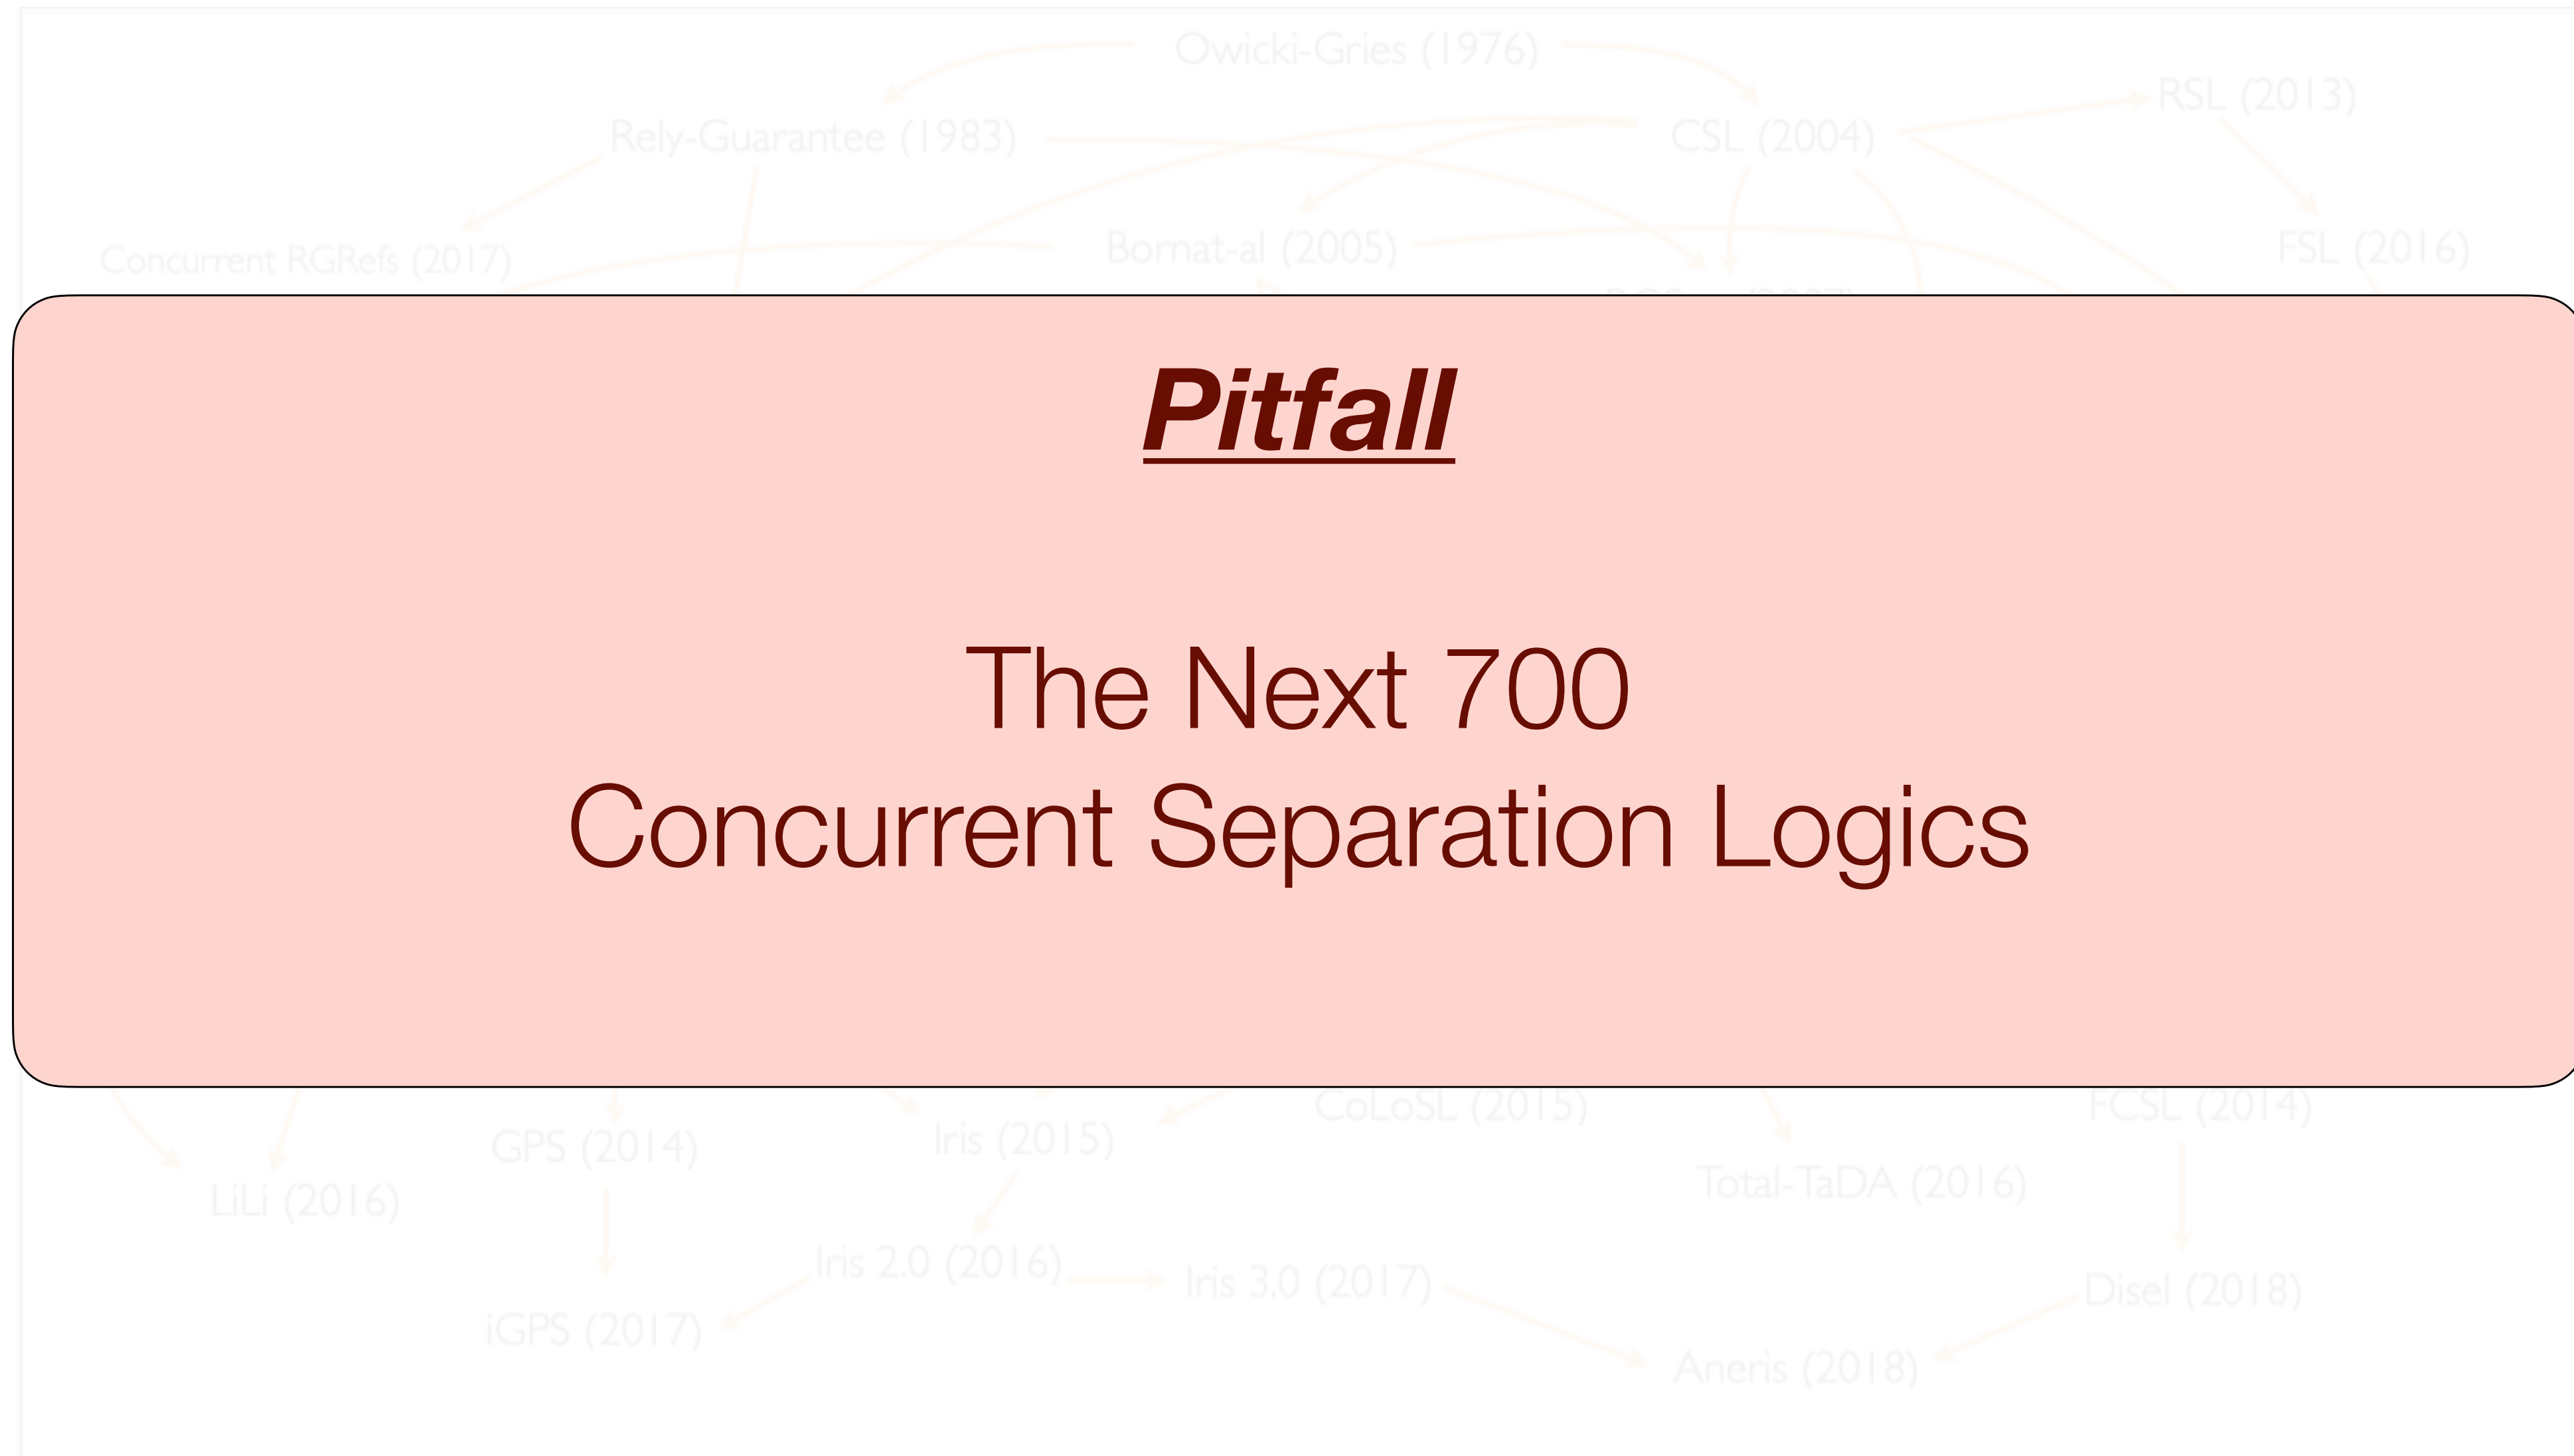 Owicki-Gries (1976)
RSL (2013)
Rely-Guarantee (1983)
CSL (2004)
Concurrent RGRefs (2017)
Bornat-al (2005)
FSL (2016)
Pitfall
The Next 700
Concurrent Separation Logics
CoLoSL (2015)
FCSL (2014)
GPS (2014)
Iris (2015)
Total-TaDA (2016)
LiLi (2016)
Iris 2.0 (2016)
Iris 3.0 (2017)
Disel (2018)
iGPS (2017)
Aneris (2018)